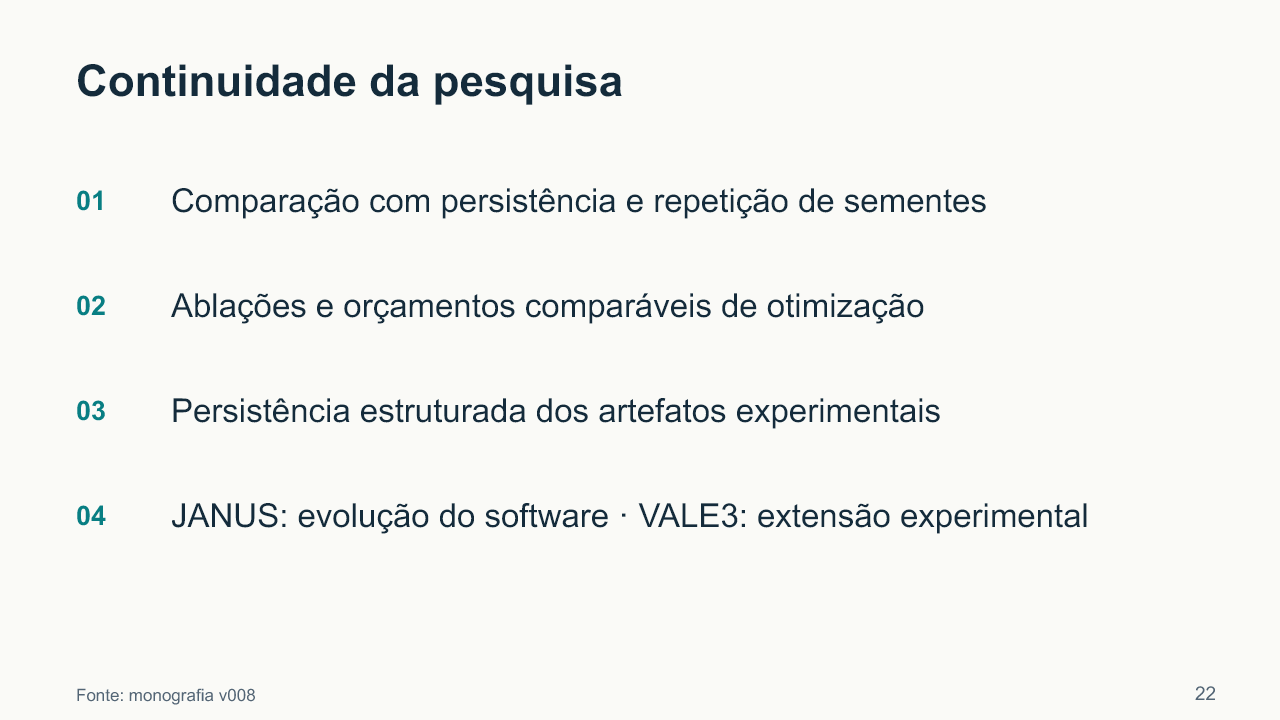 Continuidade da pesquisa
01 Comparação com persistência e repetição de sementes
02 Ablações e orçamentos comparáveis de otimização
03 Persistência estruturada dos artefatos experimentais
04 JANUS: evolução do software · VALE3: extensão experimental
Fonte: monografia v008
22